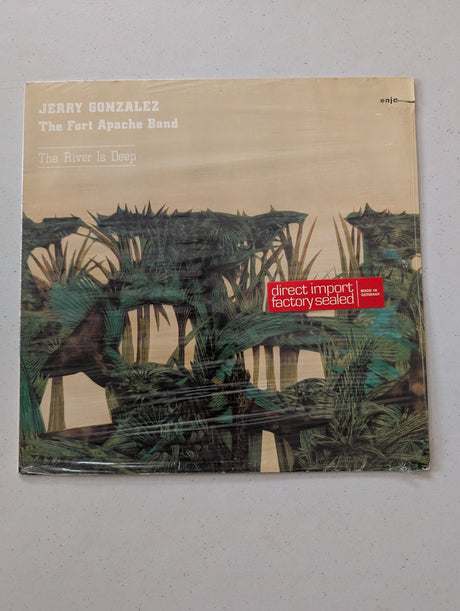 JERRY GONZALEZ
enja
The Fort Apache Band
The River Is Deep
direct import
factory sealed
MADE IN
GERMANY